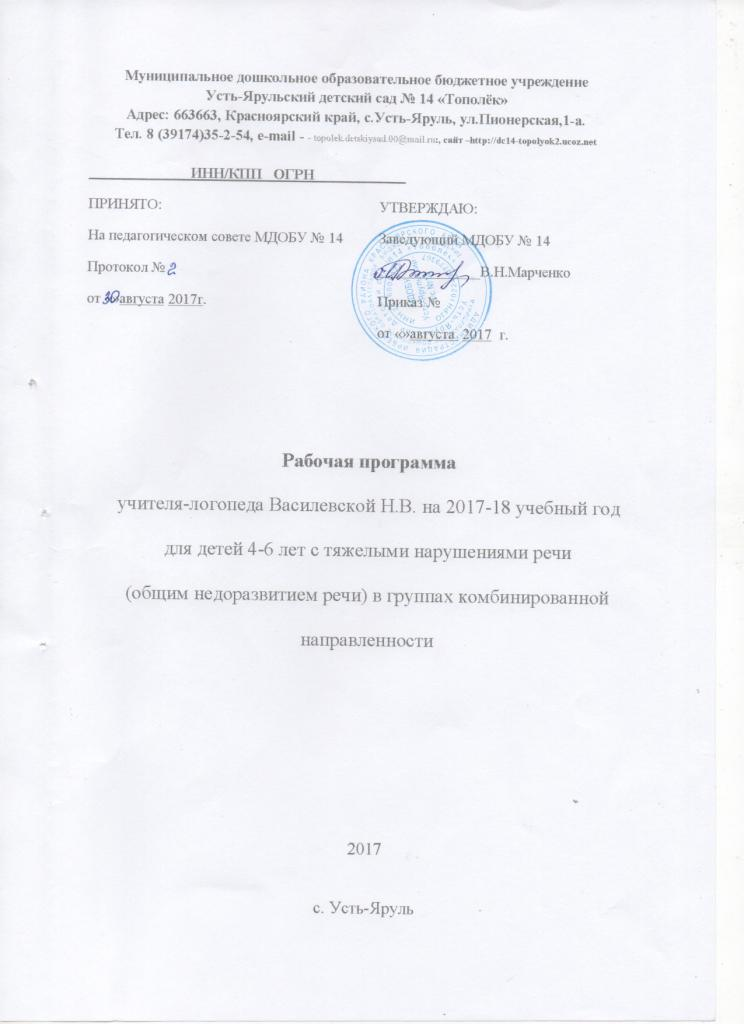 Муниципальное дошкольное образовательное бюджетное учреждение
Усть-Ярульский детский сад № 14 «Тополёк»
Адрес: 663663, Красноярский край, с.Усть-Яруль, ул.Пионерская,1-а.
Тел. 8 (39174)35-2-54, e-mail - - topolek.detskiysad.00@mail.ru:, сайт –http://dc14-topolyok2.ucoz.net
ИНН/КПП ОГРН
ПРИНЯТО:
На педагогическом совете МДОБУ № 14
Протокол № 2
от 30 августа 2017г.
УТВЕРЖДАЮ:
Заведующий МДОБУ № 14
В.Н.Марченко
Приказ №
от «»августа. 2017 г.
Рабочая программа
учителя-логопеда Василевской Н.В. на 2017-18 учебный год
для детей 4-6 лет с тяжелыми нарушениями речи
(общим недоразвитием речи) в группах комбинированной
направленности
2017
с. Усть-Яруль